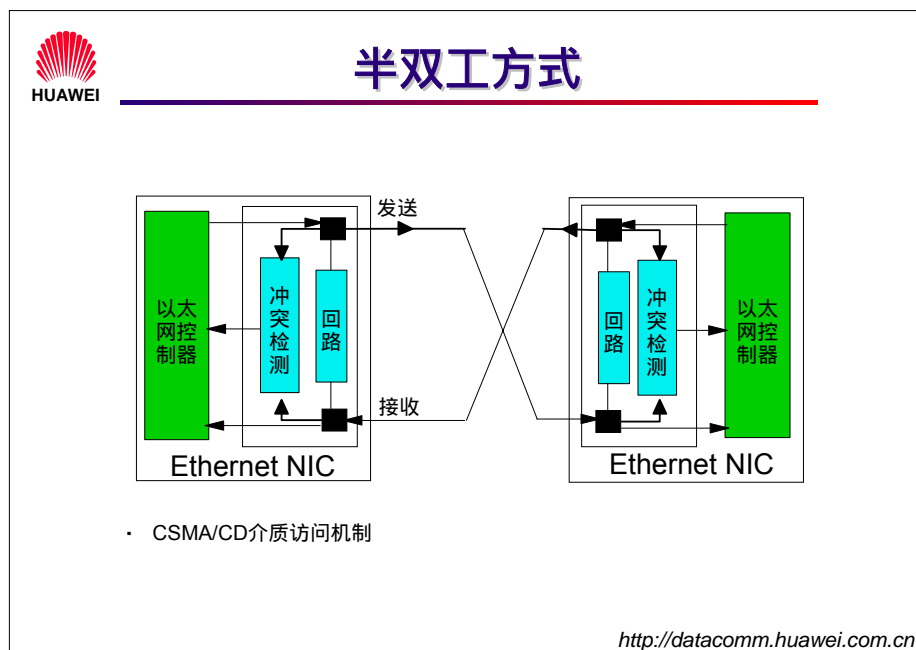 HUAWEI
半双工方式
发送
以太
网控
制器
冲
突
检
测
回
路
接收
Ethernet NIC
回
路
冲
突
检
测
以太
网控
制器
Ethernet NIC
· CSMA/CD介质访问机制
http://datacomm.huawei.com.cn